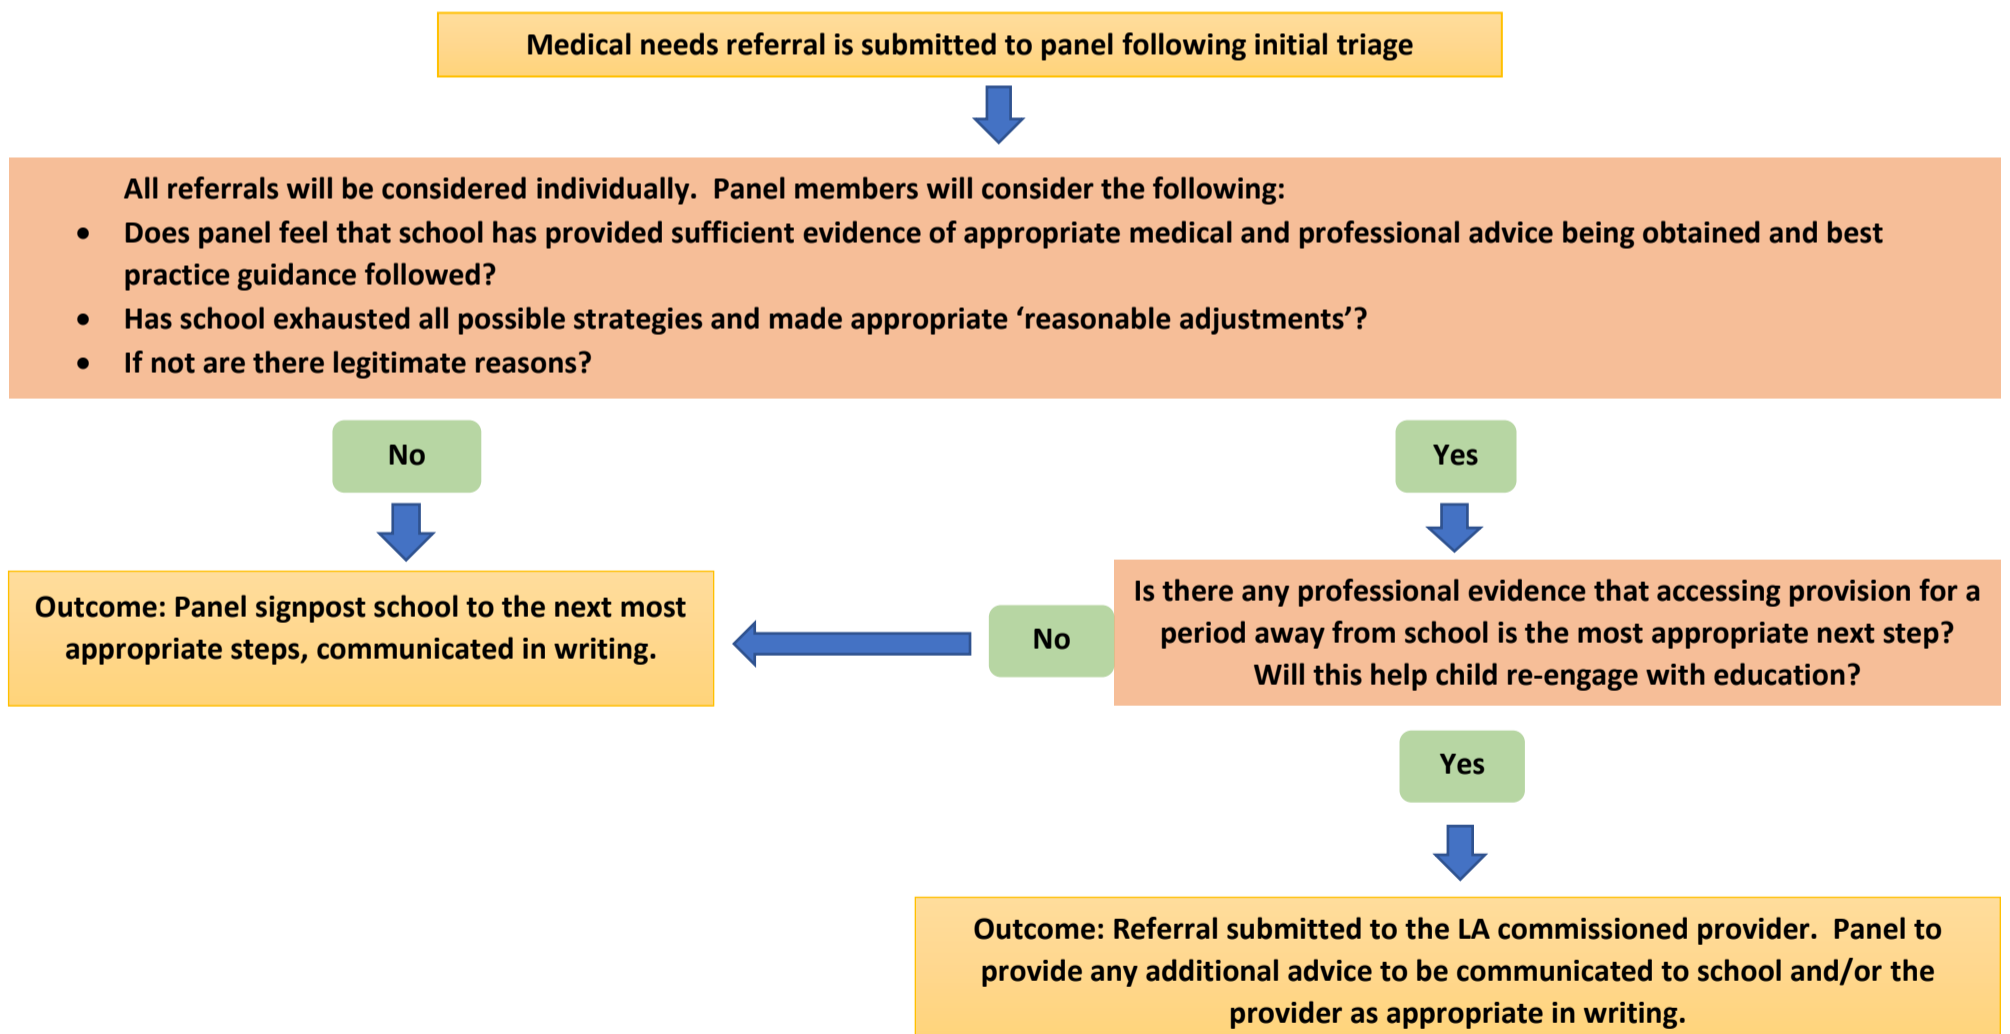 Medical needs referral is submitted to panel following initial triage
All referrals will be considered individually.  Panel members will consider the following:
• Does panel feel that school has provided sufficient evidence of appropriate medical and professional advice being obtained and best
practice guidance followed?
• Has school exhausted all possible strategies and made appropriate ‘reasonable adjustments’?
• If not are there legitimate reasons?
No
Yes
Outcome: Panel signpost school to the next most
appropriate steps, communicated in writing.
No
Is there any professional evidence that accessing provision for a
period away from school is the most appropriate next step?
Will this help child re-engage with education?
Yes
Outcome: Referral submitted to the LA commissioned provider.  Panel to
provide any additional advice to be communicated to school and/or the
provider as appropriate in writing.